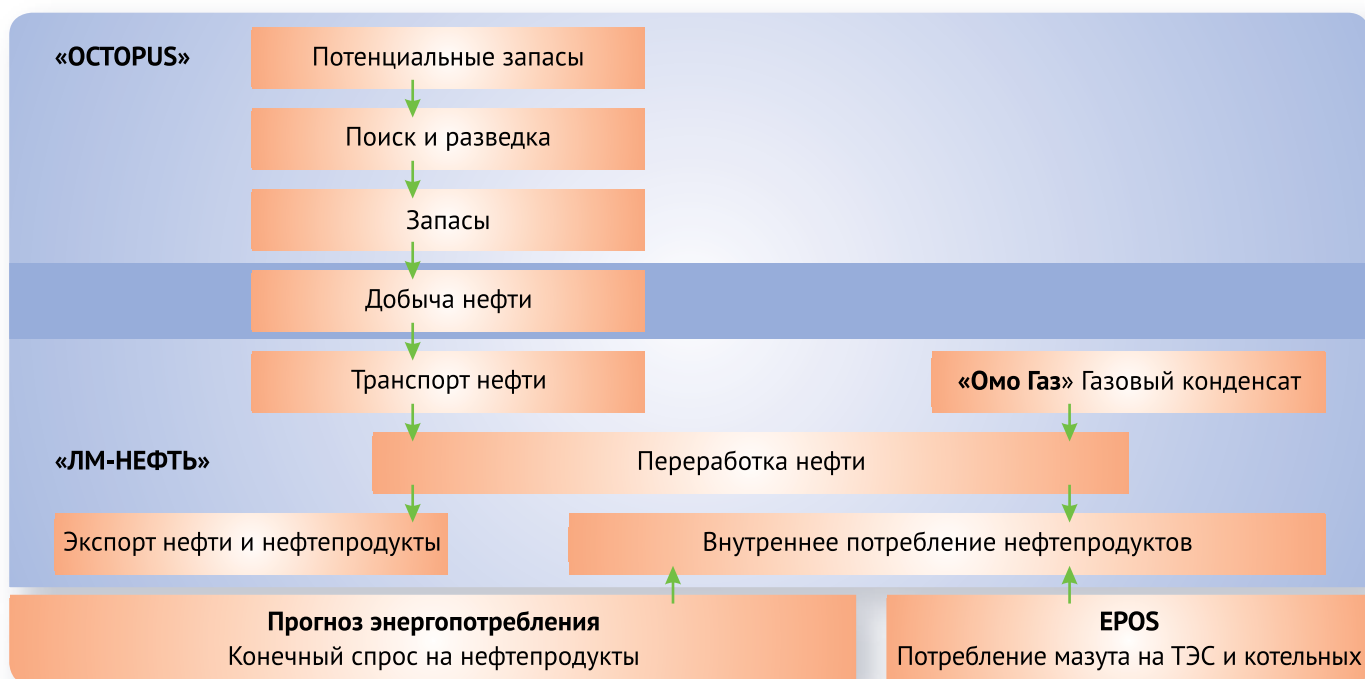 «OCTOPUS»
Потенциальные запасы
Поиск и разведка
Запасы
Добыча нефти
Транспорт нефти
«Омо Газ» Газовый конденсат
«ЛМ-НЕФТЬ»
Переработка нефти
Экспорт нефти и нефтепродукты
Внутреннее потребление нефтепродуктов
Прогноз энергопотребления
Конечный спрос на нефтепродукты
EPOS
Потребление мазута на ТЭС и котельных